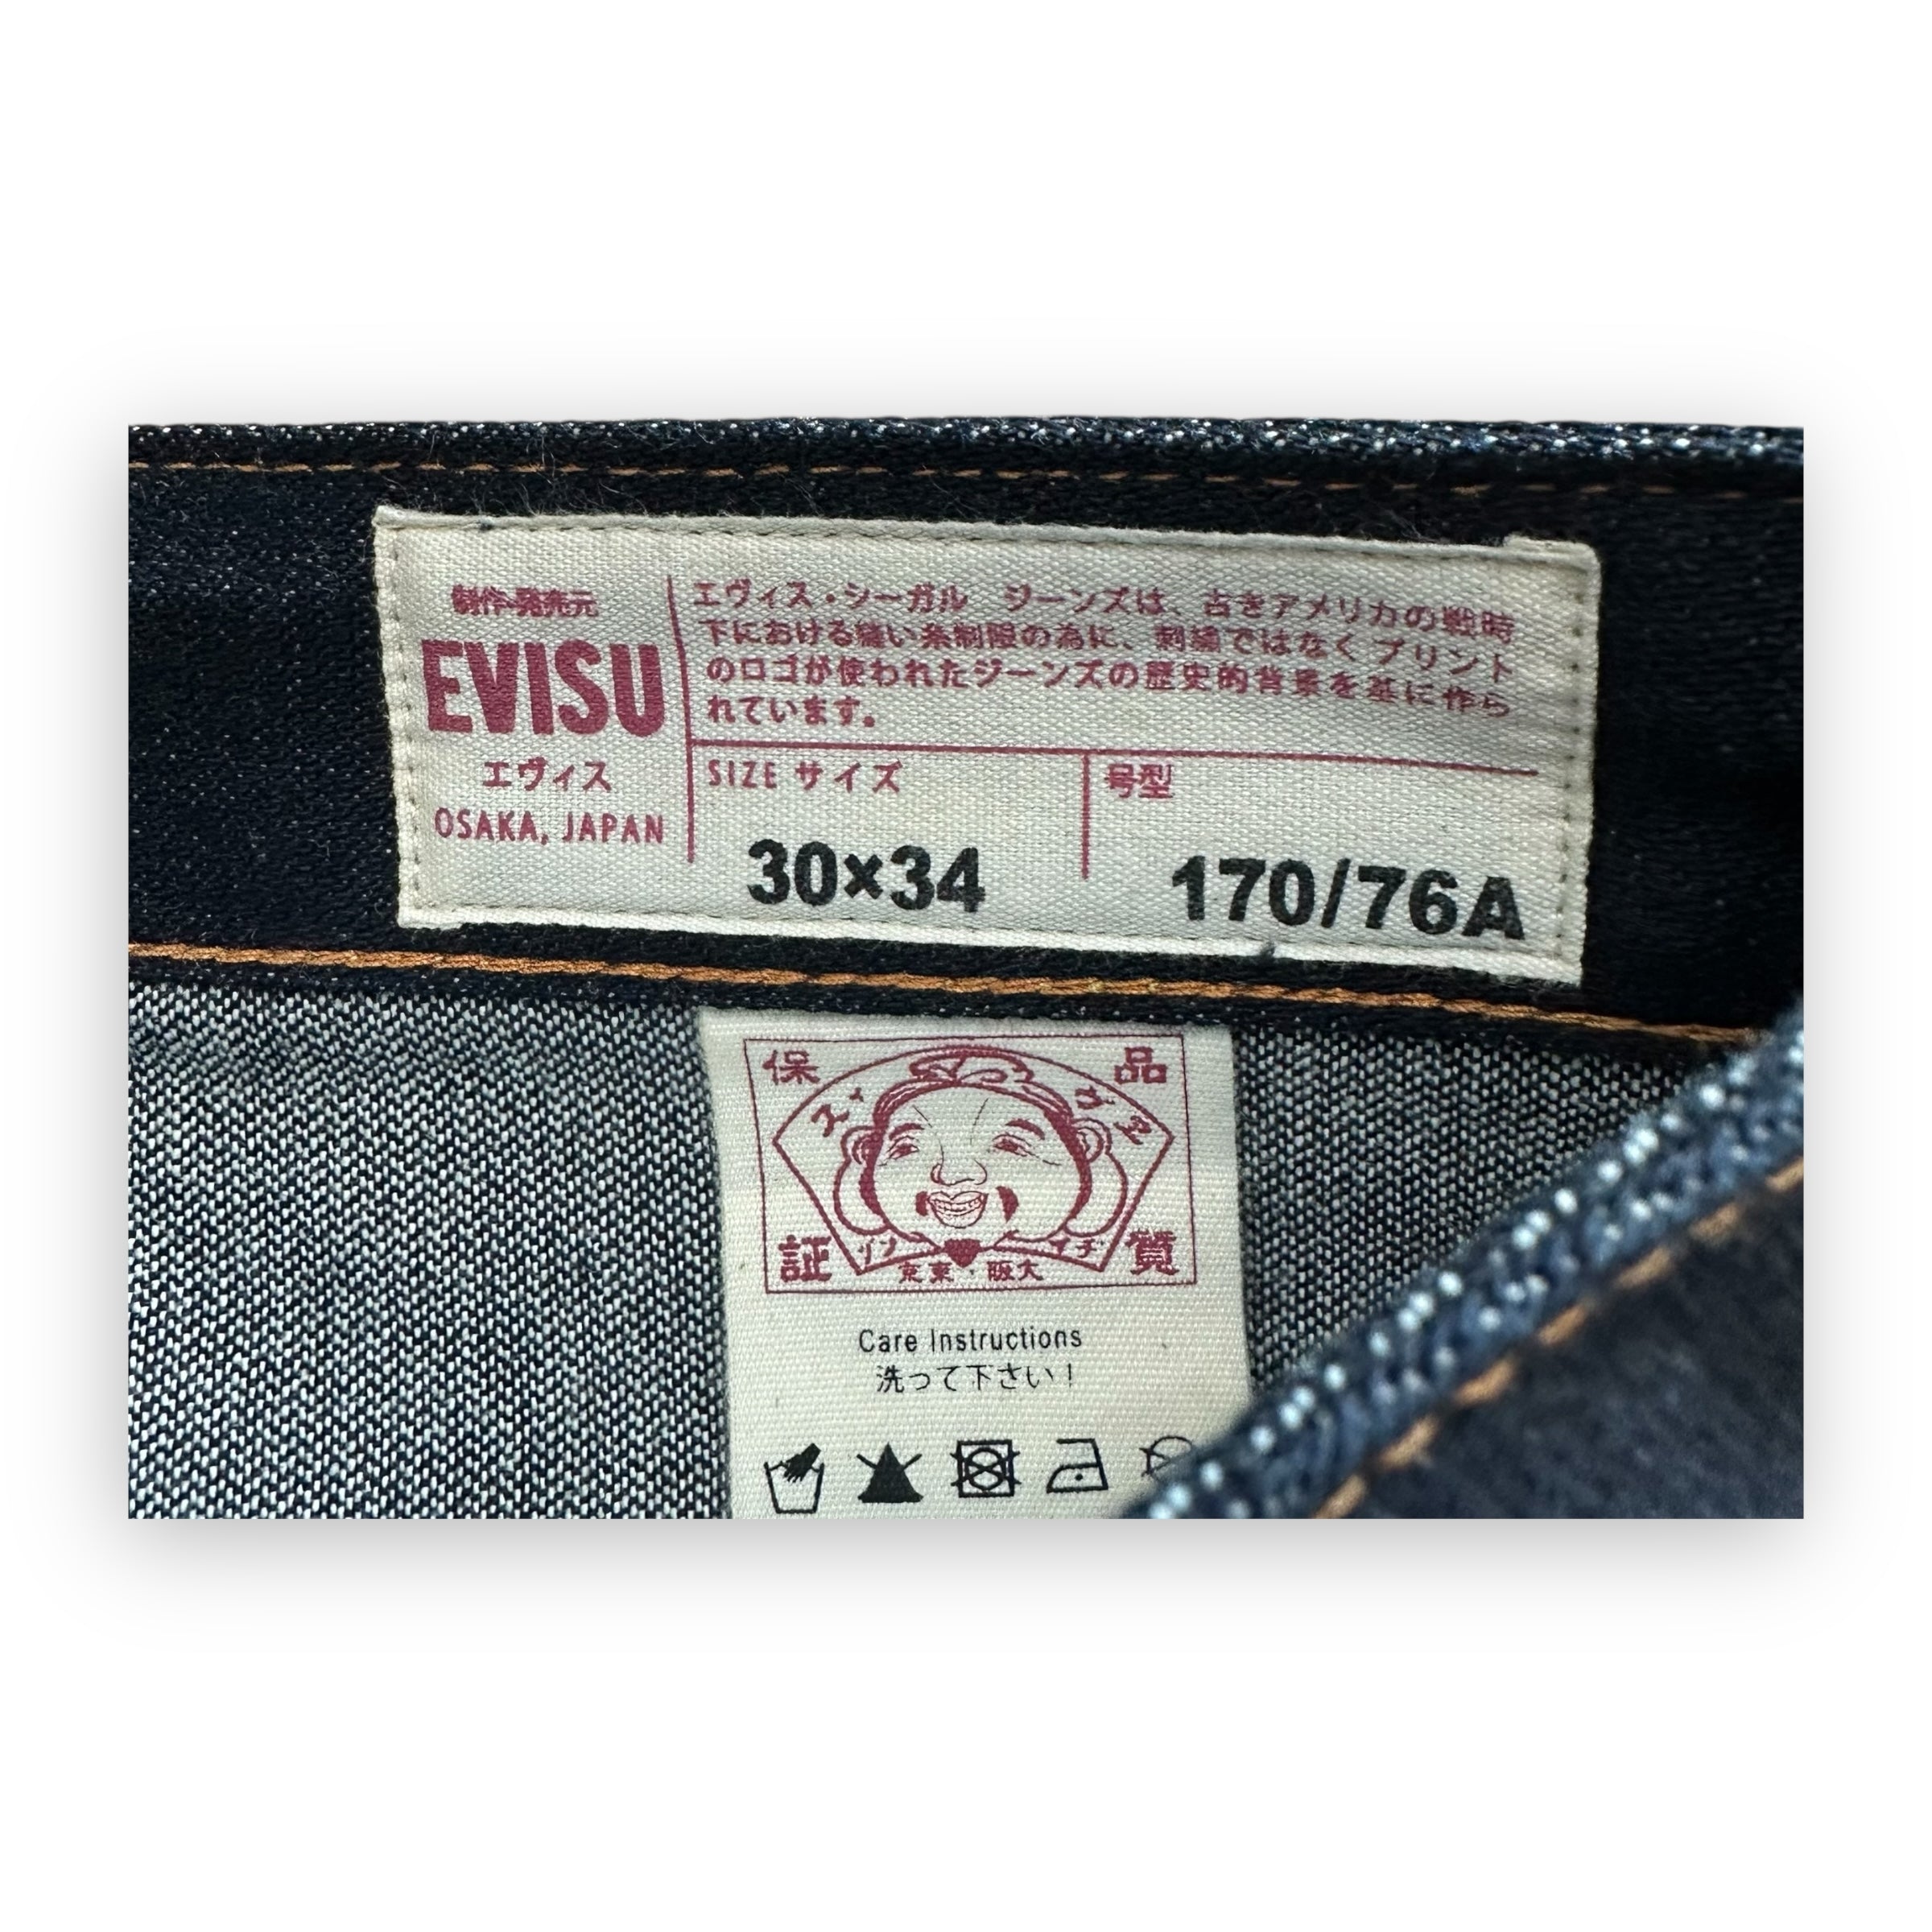 制作・発売元
EVISU
エヴィス
OSAKA, JAPAN
エヴィス・シーガル ジーンズは、古きアメリカの戦時
下における縫い糸制限の為に、刺繍ではなくプリント
のロゴが使われたジーンズの歴史的背景を基に作ら
れています。
SIZE サイズ
30×34
号型
170/76A
保 品
証 質
京東・阪大
Care Instructions
洗って下さい！